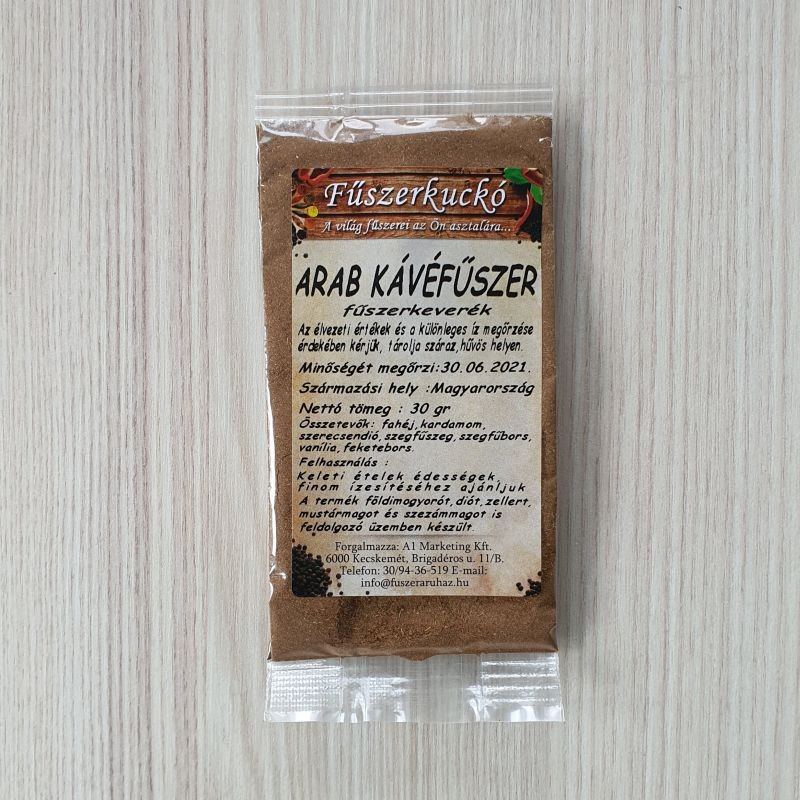 Fűszerkuckó
A világ fűszerei az Ön asztalára...
ARAB KÁVÉFŰSZER
fűszerkeverék
Az élvezeti értékek és a különleges íz megőrzése
érdekében kérjük, tárolja száraz,hűvös helyen.
Minőségét megőrzi:30.06.2021.
Származási hely :Magyarország
Nettó tömeg : 30 gr
Összetevők: fahéj,kardamom,
szerecsendió,szegfűszeg,szegfűbors,
vanília,feketebors.
Felhasználás :
Keleti ételek édességek,
finom ízesítéséhez ajánljuk
A termék földimogyorót,diót,zellert,
mustármagot és szezámmagot is
feldolgozó üzemben készült.
Forgalmazza: A1 Marketing Kft.
6000 Kecskemét, Brigadéros u. 11/B.
Telefon: 30/94-36-519 E-mail:
info@fuszeraruhaz.hu